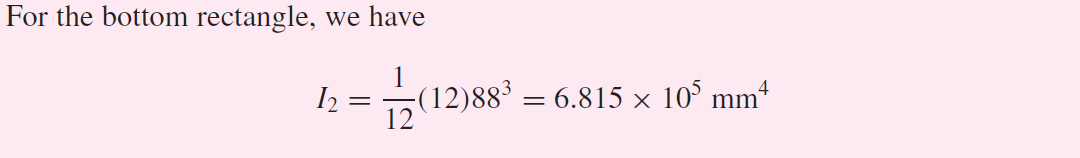 For the bottom rectangle, we have
I₂ = 1/12 (12)88³ = 6.815 × 10⁵ mm⁴